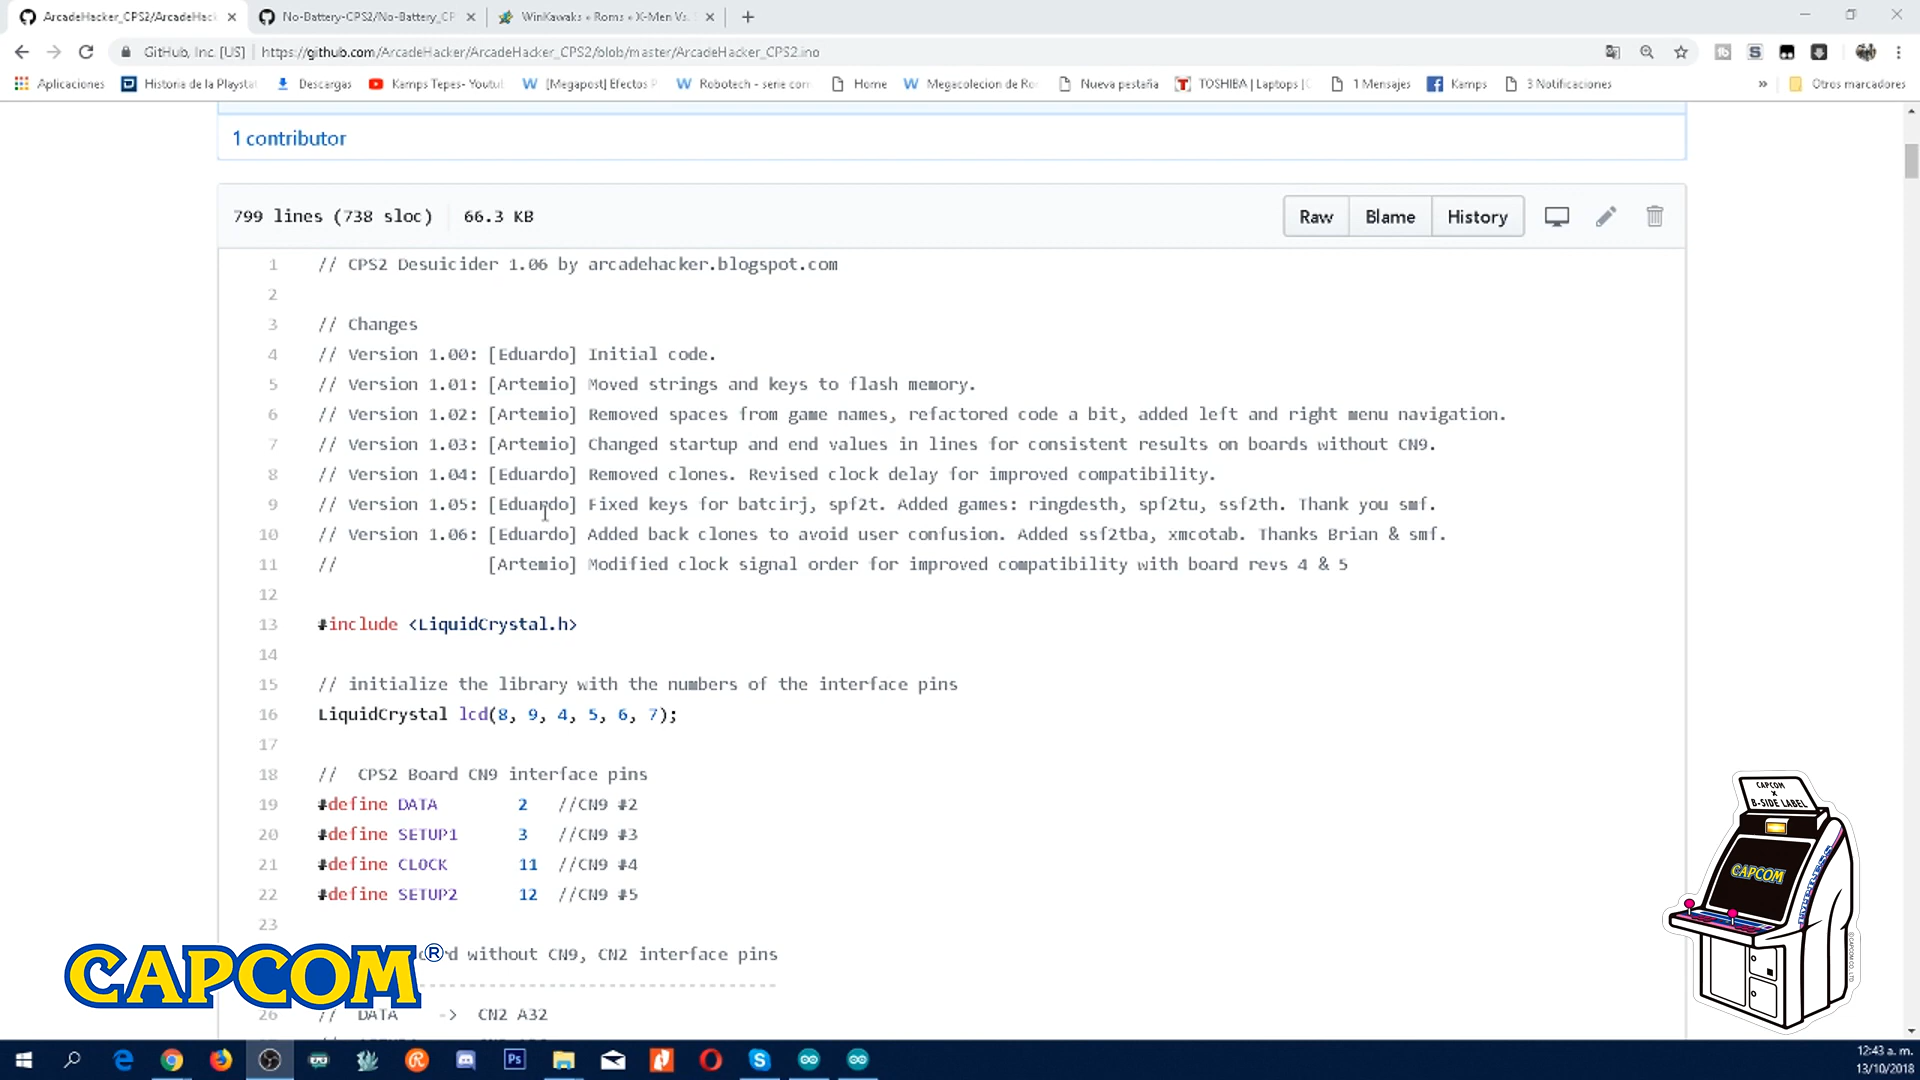 ArcadeHacker_CPS2/ArcadeHack
No-Battery-CPS2/No-Battery_CP
WinKawaks » Roms » X-Men Vs.
GitHub, Inc. [US]
https://github.com/ArcadeHacker/ArcadeHacker_CPS2/blob/master/ArcadeHacker_CPS2.ino
Aplicaciones
Historia de la Playstat
Descargas
Kamps Tepes- Youtul
[Megapost] Efectos P
Robotech - serie com
Home
Megacoleccion de Ro
Nueva pestaña
TOSHIBA | Laptops |
1 Mensajes
Kamps
3 Notificaciones
»
Otros marcadores
1 contributor
799 lines (738 sloc)
66.3 KB
Raw
Blame
History
1 // CPS2 Desuicider 1.06 by arcadehacker.blogspot.com
2
3 // Changes
4 // Version 1.00: [Eduardo] Initial code.
5 // Version 1.01: [Artemio] Moved strings and keys to flash memory.
6 // Version 1.02: [Artemio] Removed spaces from game names, refactored code a bit, added left and right menu navigation.
7 // Version 1.03: [Artemio] Changed startup and end values in lines for consistent results on boards without CN9.
8 // Version 1.04: [Eduardo] Removed clones. Revised clock delay for improved compatibility.
9 // Version 1.05: [Eduardo] Fixed keys for batcirj, spf2t. Added games: ringdesth, spf2tu, ssf2th. Thank you smf.
10 // Version 1.06: [Eduardo] Added back clones to avoid user confusion. Added ssf2tba, xmcotab. Thanks Brian & smf.
11 // [Artemio] Modified clock signal order for improved compatibility with board revs 4 & 5
12
13 #include <LiquidCrystal.h>
14
15 // initialize the library with the numbers of the interface pins
16 LiquidCrystal lcd(8, 9, 4, 5, 6, 7);
17
18 // CPS2 Board CN9 interface pins
19 #define DATA 2 //CN9 #2
20 #define SETUP1 3 //CN9 #3
21 #define CLOCK 11 //CN9 #4
22 #define SETUP2 12 //CN9 #5
23
without CN9, CN2 interface pins
26 // DATA -> CN2 A32
CAPCOM®
CAPCOM
X
B-SIDE LABEL
CAPCOM
12:43 a. m.
13/10/2018